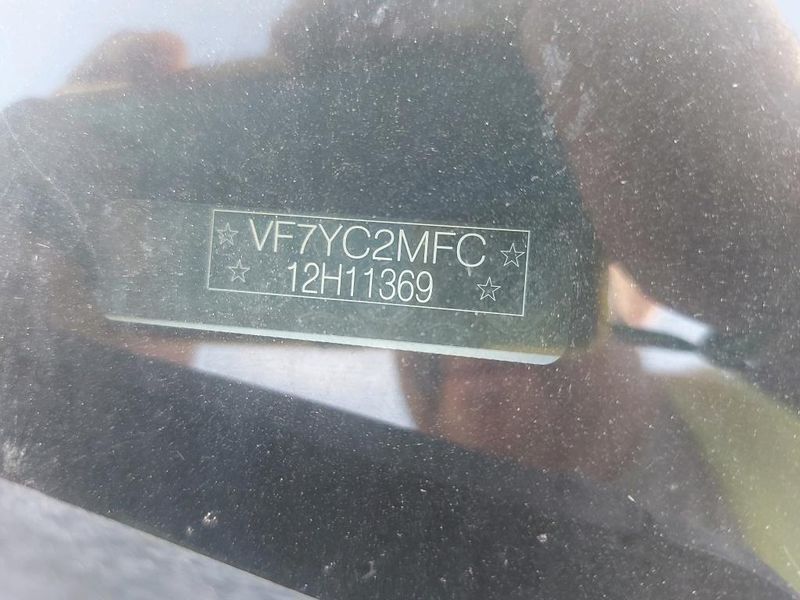 ☆ VF7YC2MFC ☆
☆ 12H11369 ☆